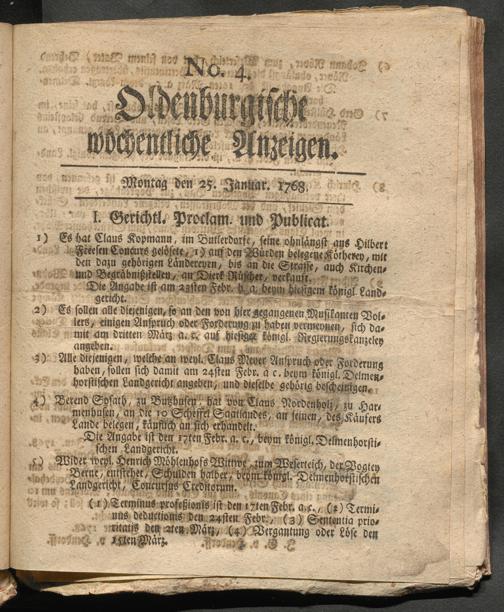 No. 4.
Oldenburgische
wöchentliche Anzeigen.
Montag den 25. Januar. 1768.
I. Gerichtl. Proclam. und Publicat.
1) Es hat Claus Kopmann, im Butlerdorfe, seine ohnlängst aus Hilbert
Friesen Concurs gelösete, 1) auf den Würden belegene Kötherey, mit
den dazu gehörigen Ländereyen, bis an die Strasse, auch Kirchen-
und Begräbnißstellen, an Dierk Rüscher, verkauft.
Die Angabe ist am 23sten Febr. h. a. beym hiesigem königl. Land-
gericht.
2) Es sollen alle diejenigen, so an den von hier gegangenen Musikanten Vol-
lers, einigen Anspruch oder Forderung zu haben vermeynen, sich da-
mit am dritten März a. c. auf hiesiger königl. Regierungskanzeley
angeben.
3) Alle diejenigen, welche an weyl. Claus Meyer Anspruch oder Forderung
haben, sollen sich damit am 24sten Febr. a c. beym königl. Delmen-
horstischen Landgericht angeben, und dieselbe gehörig bescheinigen.
4) Berend Sosath, zu Butzhusen, hat von Claus Nordenholz, zu Har-
menhusen, an die 10 Scheffel Saatlandes, an seinen, des Käufers
Lande belegen, käuflich an sich erhandelt.
Die Angabe ist den 17ten Febr. a. c., beym königl. Delmenhorsti-
schen Landgericht.
5) Wider weyl. Henrich Möhlenhofs Wittwe, zum Weserteich, der Vogtey
Berne, entstehet, Schulden halber, beym königl. Delmenhorstischen
Landgericht, Concursus Creditorum.
(1) Terminus professionis ist den 17ten Febr. a. c., (2) Termi-
nus deductionis den 24sten Febr., (3) Sententia prio-
ritatis den 2ten März, (4) Vergantung oder Löse den
15ten März.